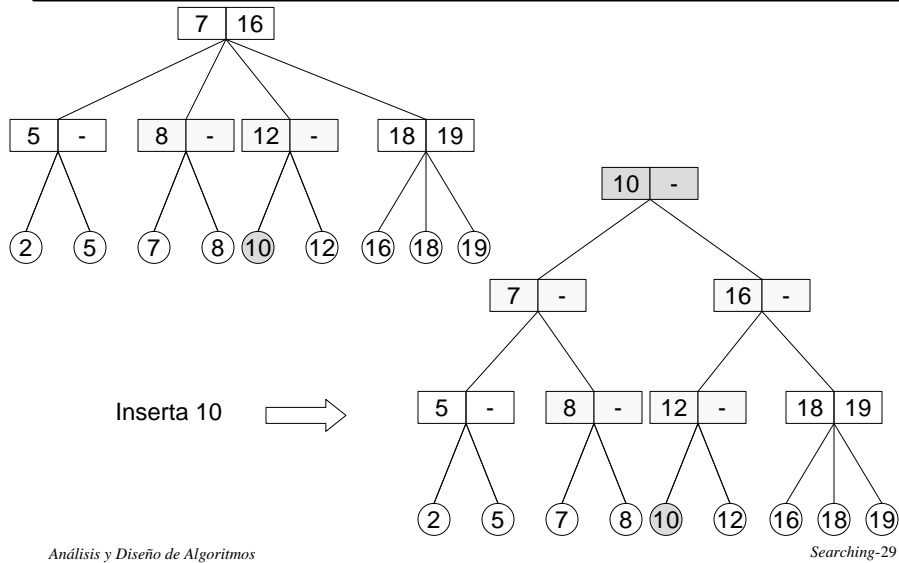 7 16
5 - 8 - 12 - 18 19
2 5 7 8 10 12 16 18 19
10 -
7 - 16 -
Inserta 10
5 - 8 - 12 - 18 19
2 5 7 8 10 12 16 18 19
Análisis y Diseño de Algoritmos
Searching-29